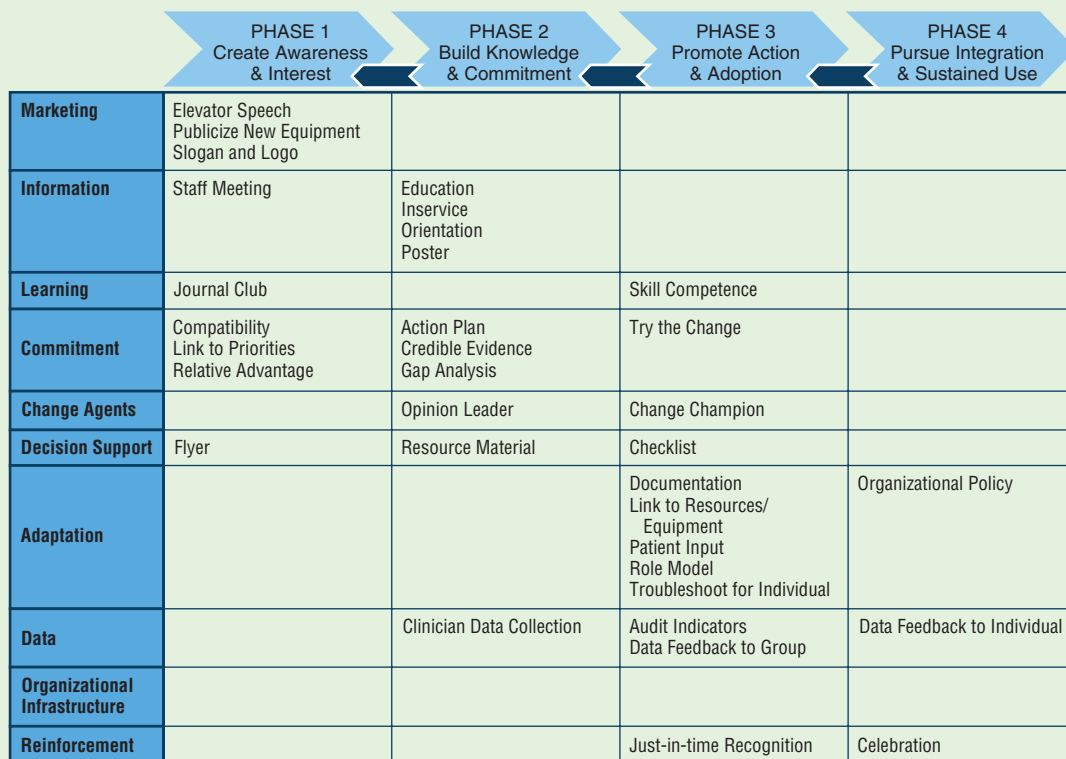 PHASE 1
Create Awareness
& Interest
PHASE 2
Build Knowledge
& Commitment
PHASE 3
Promote Action
& Adoption
PHASE 4
Pursue Integration
& Sustained Use
Marketing
Elevator Speech
Publicize New Equipment
Slogan and Logo
Information
Staff Meeting
Education
Inservice
Orientation
Poster
Learning
Journal Club
Skill Competence
Commitment
Compatibility
Link to Priorities
Relative Advantage
Action Plan
Credible Evidence
Gap Analysis
Try the Change
Change Agents
Opinion Leader
Change Champion
Decision Support
Flyer
Resource Material
Checklist
Adaptation
Documentation
Link to Resources/
Equipment
Patient Input
Role Model
Troubleshoot for Individual
Organizational Policy
Data
Clinician Data Collection
Audit Indicators
Data Feedback to Group
Data Feedback to Individual
Organizational
Infrastructure
Reinforcement
Just-in-time Recognition
Celebration